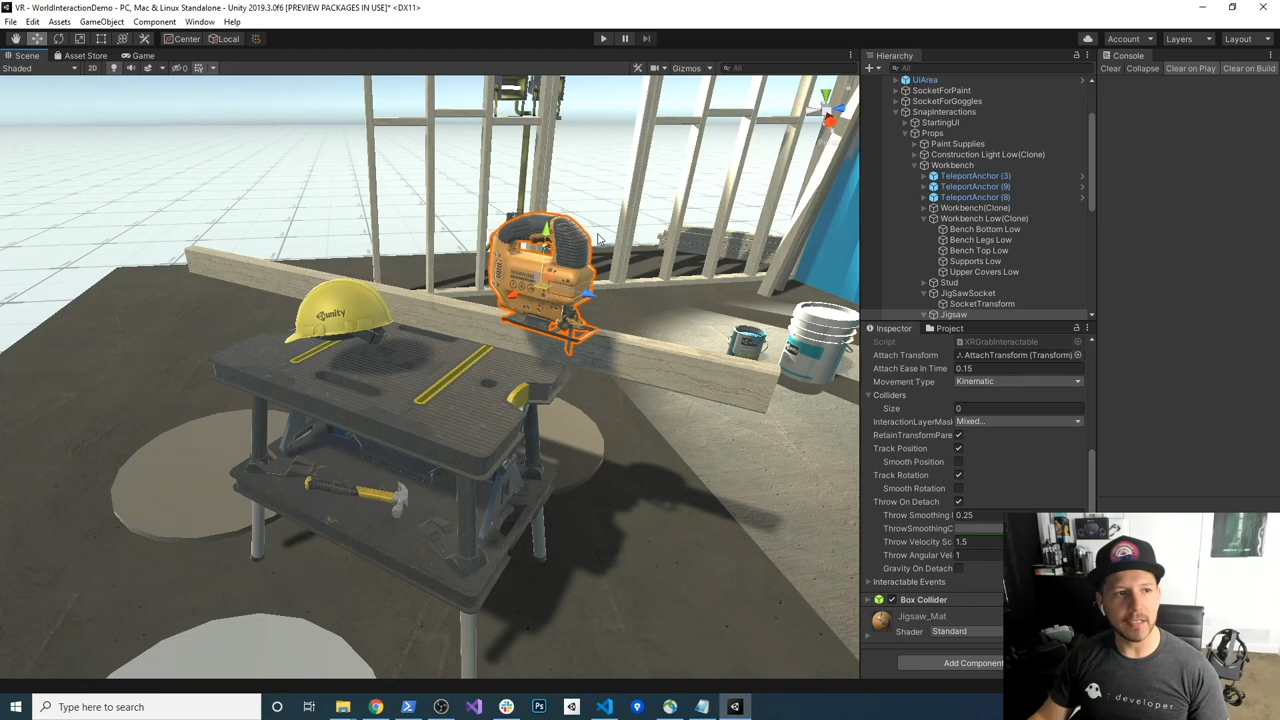 VR - WorldInteractionDemo - PC, Mac & Linux Standalone - Unity 2019.3.0f6 [PREVIEW PACKAGES IN USE]* <DX11>
File Edit Assets GameObject Component Window Help
Center Local Account Layers Layout
Scene Asset Store Game
Shaded 2D 0 Gizmos All
Hierarchy
All
UIArea
SocketForPaint
SocketForGoggles
SnapInteractions
StartingUI
Props
Paint Supplies
Construction Light Low(Clone)
Workbench
TeleportAnchor (3)
TeleportAnchor (9)
TeleportAnchor (8)
Workbench(Clone)
Workbench Low(Clone)
Bench Bottom Low
Bench Legs Low
Bench Top Low
Supports Low
Upper Covers Low
Stud
JigSawSocket
SocketTransform
Jigsaw
Console
Clear Collapse Clear on Play Clear on Build
Inspector Project
Script XRGrabInteractable
Attach Transform AttachTransform (Transform)
Attach Ease In Time 0.15
Movement Type Kinematic
Colliders
Size 0
InteractionLayerMas Mixed...
RetainTransformPare
Track Position
Smooth Position
Track Rotation
Smooth Rotation
Throw On Detach
Throw Smoothing 0.25
ThrowSmoothingC
Throw Velocity Sc 1.5
Throw Angular Vel 1
Gravity On Detach
Interactable Events
Box Collider
Jigsaw_Mat
Shader Standard
Add Component
unity
: developer
Type here to search